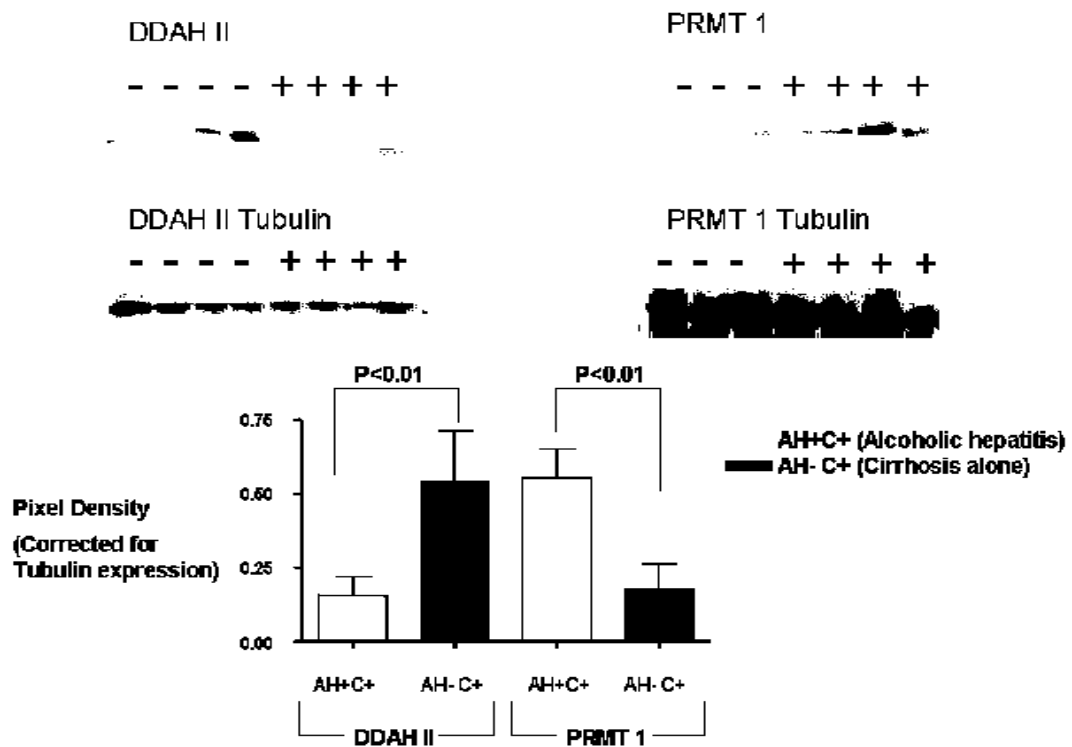 DDAH II
PRMT 1
- - - - + + + +
- - - + + + +
DDAH II Tubulin
PRMT 1 Tubulin
- - - - + + + +
- - - + + + +
P<0.01
P<0.01
0.75
0.50
0.25
0.00
Pixel Density
(Corrected for
Tubulin expression)
AH+C+ (Alcoholic hepatitis)
AH- C+ (Cirrhosis alone)
AH+C+
AH- C+
AH+C+
AH- C+
DDAH II
PRMT 1